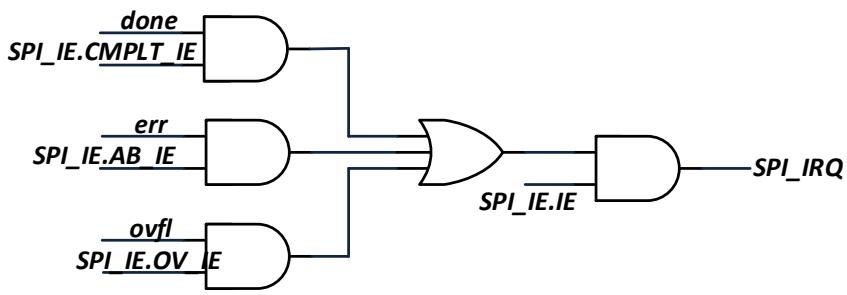 done
SPI_IE.CMPLT_IE
err
SPI_IE.AB_IE
SPI_IRQ
SPI_IE.IE
ovfl
SPI_IE.OV_IE